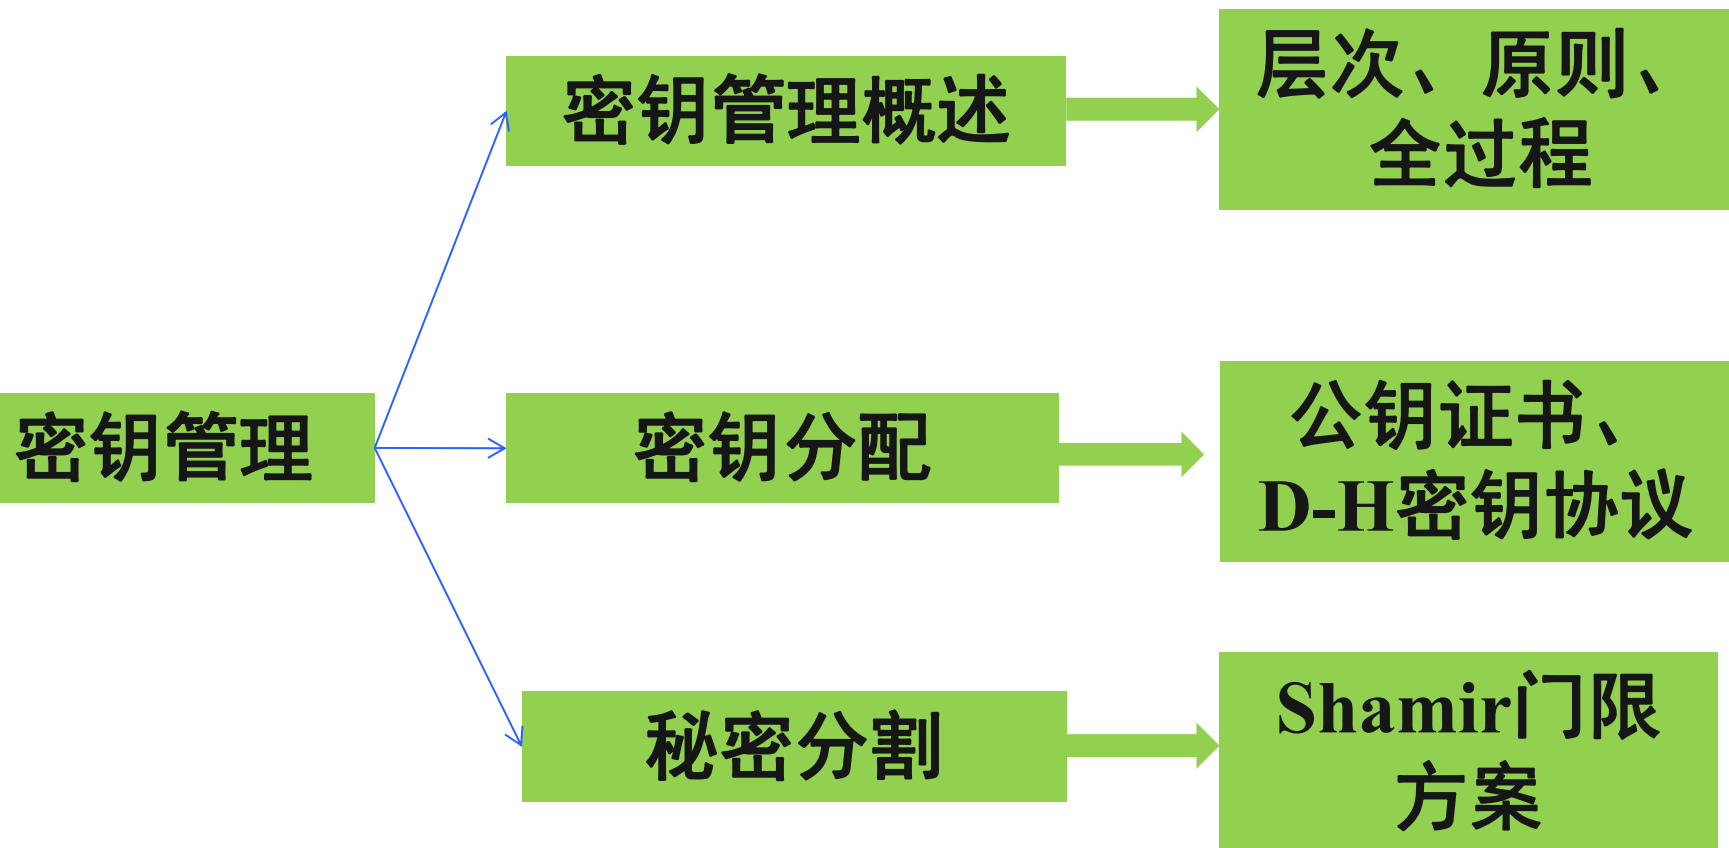 密钥管理概述
层次、原则、
全过程
密钥管理
密钥分配
公钥证书、
D-H密钥协议
秘密分割
Shamir门限
方案